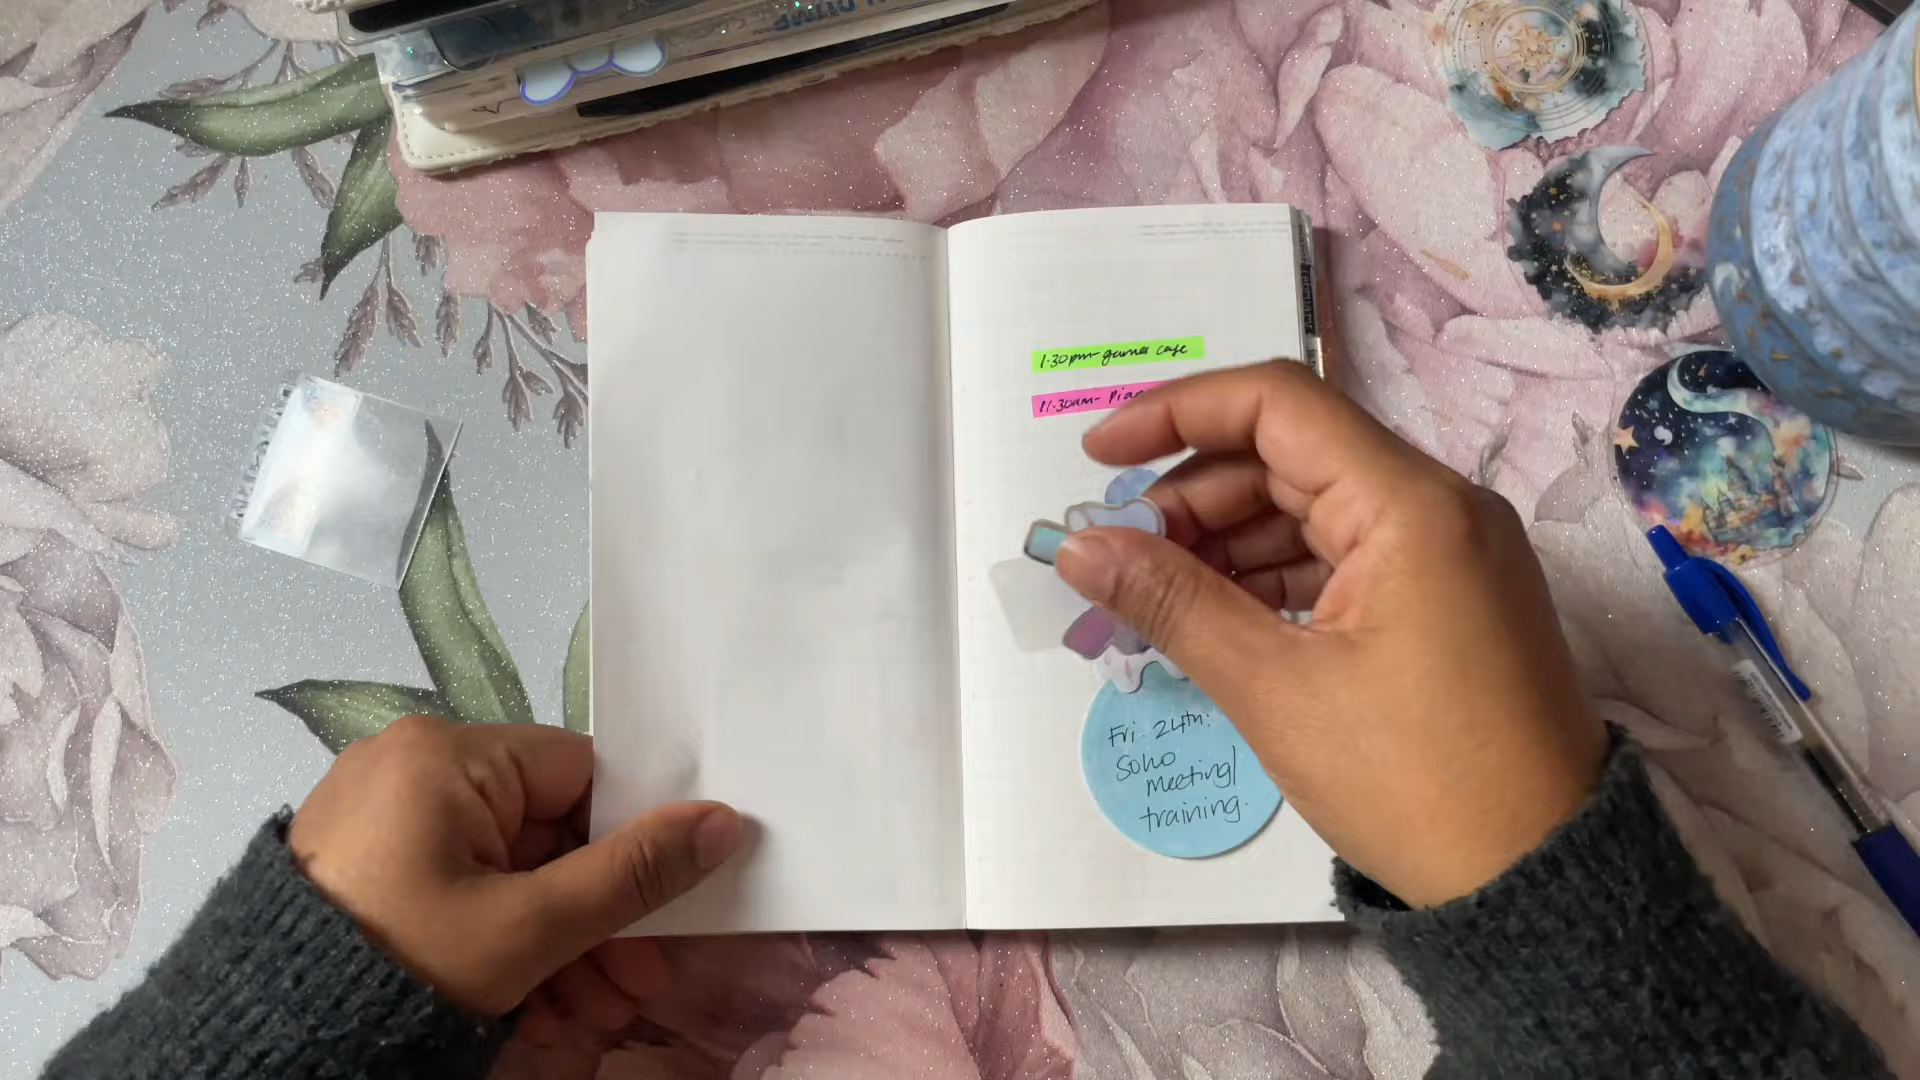 1.30pm- games cafe
11.30am-
Fri 24th:
Soho
meeting/
training.